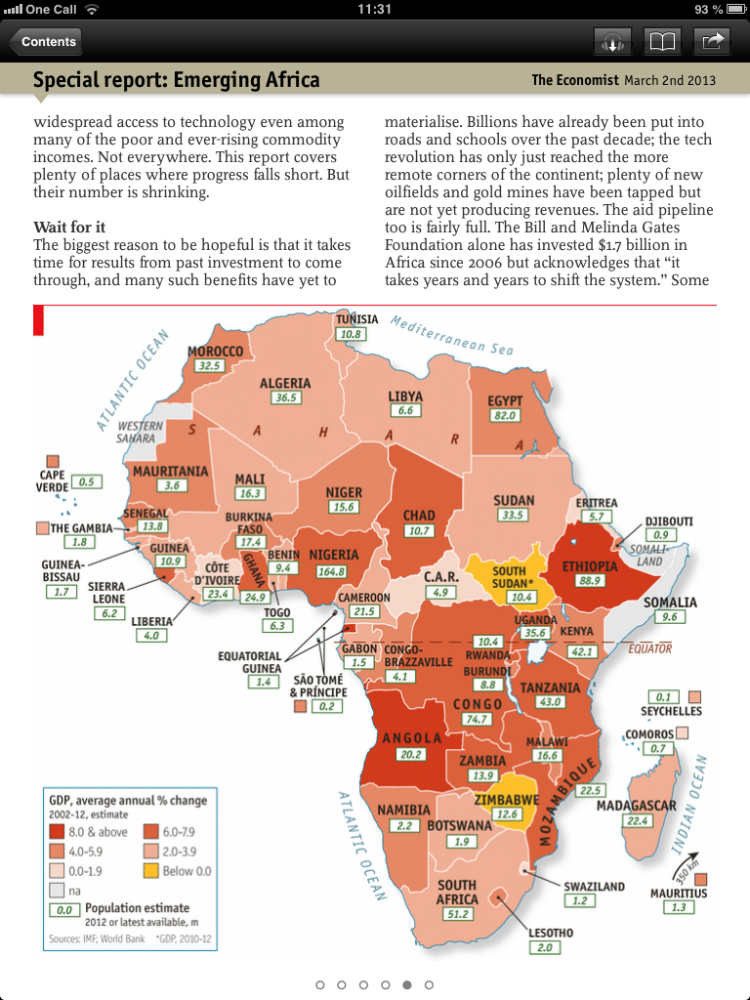 One Call 11:31 93 %
Contents
Special report: Emerging Africa The Economist March 2nd 2013
widespread access to technology even among
many of the poor and ever-rising commodity
incomes. Not everywhere. This report covers
plenty of places where progress falls short. But
their number is shrinking.
Wait for it
The biggest reason to be hopeful is that it takes
time for results from past investment to come
through, and many such benefits have yet to
materialise. Billions have already been put into
roads and schools over the past decade; the tech
revolution has only just reached the more
remote corners of the continent; plenty of new
oilfields and gold mines have been tapped but
are not yet producing revenues. The aid pipeline
too is fairly full. The Bill and Melinda Gates
Foundation alone has invested $1.7 billion in
Africa since 2006 but acknowledges that “it
takes years and years to shift the system.” Some
TUNISIA
10.8
Mediterranean Sea
ATLANTIC OCEAN
MOROCCO
32.5
ALGERIA
36.5
LIBYA
6.6
EGYPT
82.0
WESTERN
SAHARA
S A H A R A
MAURITANIA
3.6
MALI
16.3
NIGER
15.6
CHAD
10.7
SUDAN
33.5
ERITREA
5.7
DJIBOUTI
0.9
CAPE
VERDE
0.5
SENEGAL
13.8
THE GAMBIA
1.8
BURKINA
FASO
17.4
GUINEA
10.9
GUINEA-
BISSAU
1.7
SIERRA
LEONE
6.2
LIBERIA
4.0
CÔTE
D'IVOIRE
23.4
GHANA
24.9
TOGO
6.3
BENIN
9.4
NIGERIA
164.8
CAMEROON
21.5
C.A.R.
4.9
SOUTH
SUDAN*
10.4
ETHIOPIA
88.9
SOMALI-
LAND
SOMALIA
9.6
UGANDA
35.6
KENYA
42.1
EQUATOR
EQUATORIAL
GUINEA
1.4
SÃO TOMÉ
& PRÍNCIPE
0.2
GABON
1.5
CONGO-
BRAZZAVILLE
4.1
10.4
RWANDA
BURUNDI
8.8
CONGO
74.7
TANZANIA
43.0
0.1
SEYCHELLES
COMOROS
0.7
ANGOLA
20.2
ZAMBIA
13.9
MALAWI
16.6
MOZAMBIQUE
22.5
ZIMBABWE
12.6
MADAGASCAR
22.4
INDIAN OCEAN
350 km
MAURITIUS
1.3
ATLANTIC OCEAN
NAMIBIA
2.2
BOTSWANA
1.9
SOUTH
AFRICA
51.2
SWAZILAND
1.2
LESOTHO
2.0
GDP, average annual % change
2002-12, estimate
8.0 & above 6.0-7.9
4.0-5.9 2.0-3.9
0.0-1.9 Below 0.0
na
0.0 Population estimate
2012 or latest available, m
Sources: IMF; World Bank *GDP, 2010-12